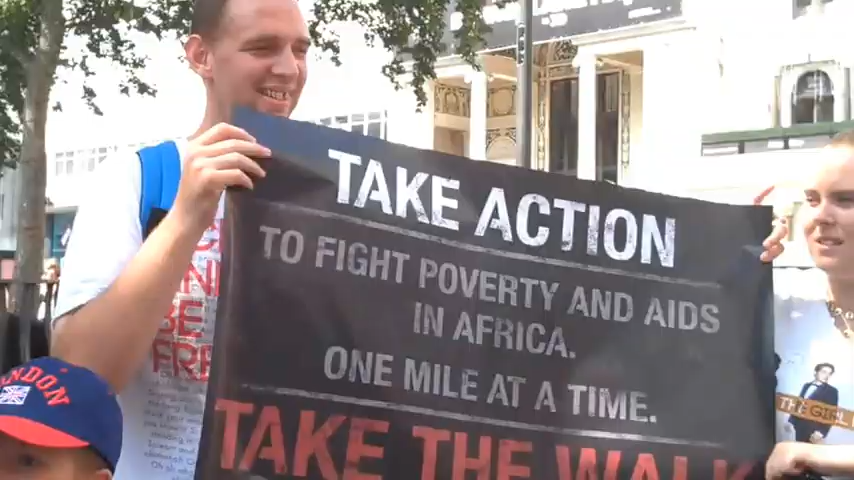 TAKE ACTION
TO FIGHT POVERTY AND AIDS
IN AFRICA.
ONE MILE AT A TIME.
TAKE THE WALK
BE
LONDON
THE GIRL